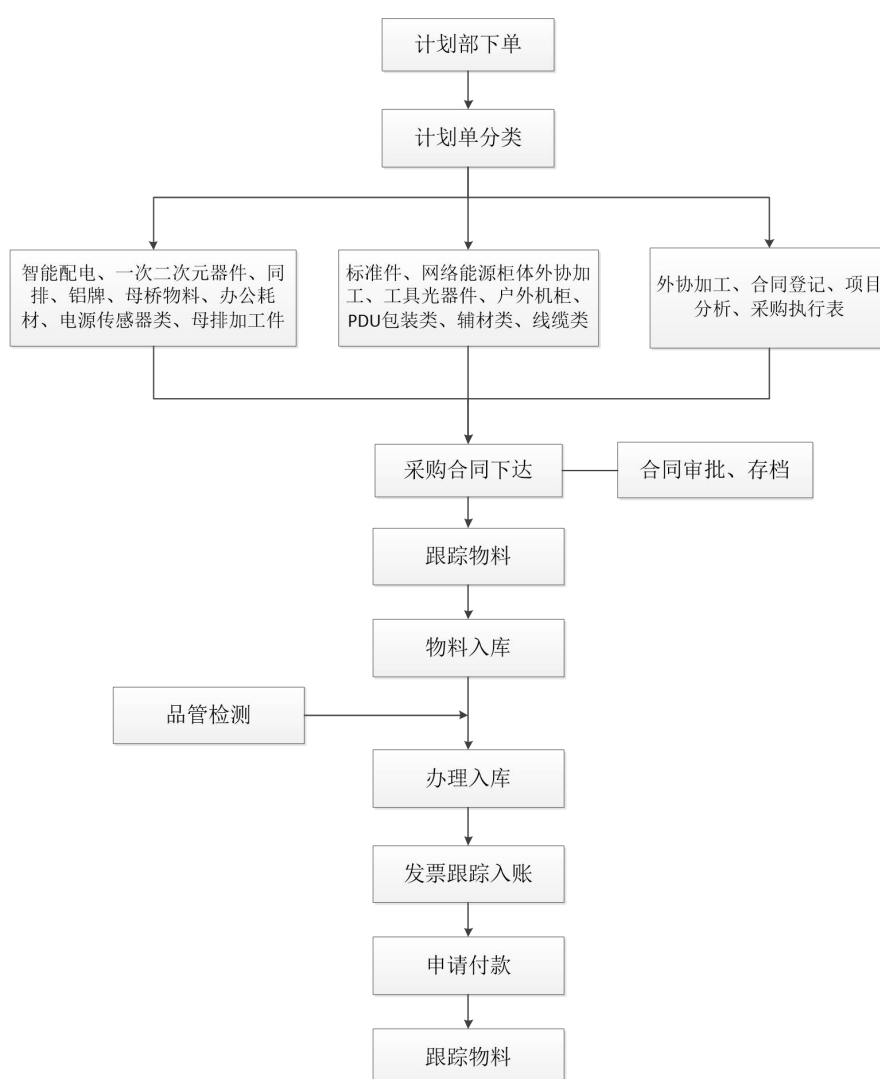 计划部下单
计划单分类
智能配电、一次二次元器件、同
排、铝牌、母桥物料、办公耗
材、电源传感器类、母排加工件
标准件、网络能源柜体外协加
工、工具光器件、户外机柜、
PDU包装类、辅材类、线缆类
外协加工、合同登记、项目
分析、采购执行表
采购合同下达
合同审批、存档
跟踪物料
物料入库
品管检测
办理入库
发票跟踪入账
申请付款
跟踪物料